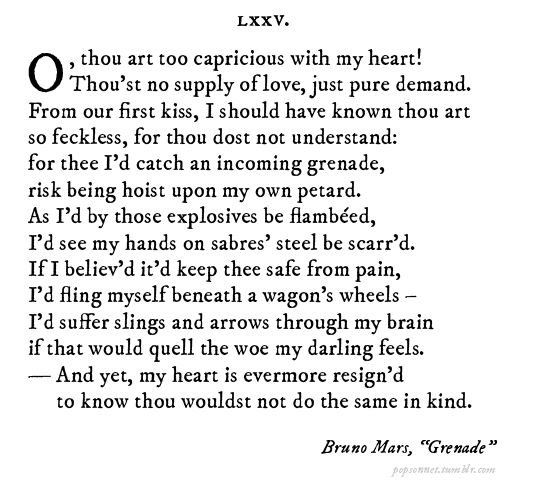 LXXV.
O, thou art too capricious with my heart!
Thou'st no supply of love, just pure demand.
From our first kiss, I should have known thou art
so feckless, for thou dost not understand:
for thee I'd catch an incoming grenade,
risk being hoist upon my own petard.
As I'd by those explosives be flambéed,
I'd see my hands on sabres' steel be scarr'd.
If I believ'd it'd keep thee safe from pain,
I'd fling myself beneath a wagon's wheels –
I'd suffer slings and arrows through my brain
if that would quell the woe my darling feels.
— And yet, my heart is evermore resign'd
to know thou wouldst not do the same in kind.
Bruno Mars, "Grenade"
popsonnet.tumblr.com